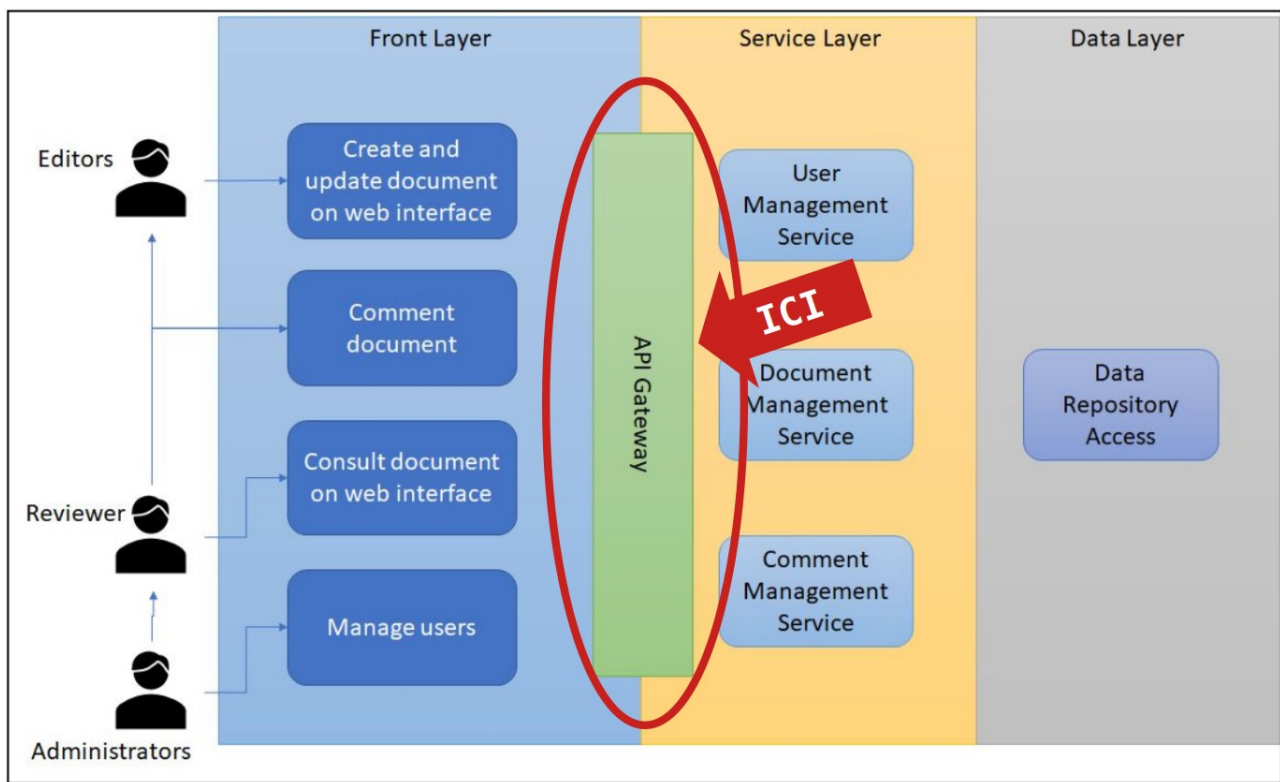 Front Layer
Service Layer
Data Layer
Editors
Create and
update document
on web interface
User
Management
Service
ICI
Comment
document
API Gateway
Document
Management
Service
Data
Repository
Access
Consult document
on web interface
Reviewer
Comment
Management
Service
Manage users
Administrators